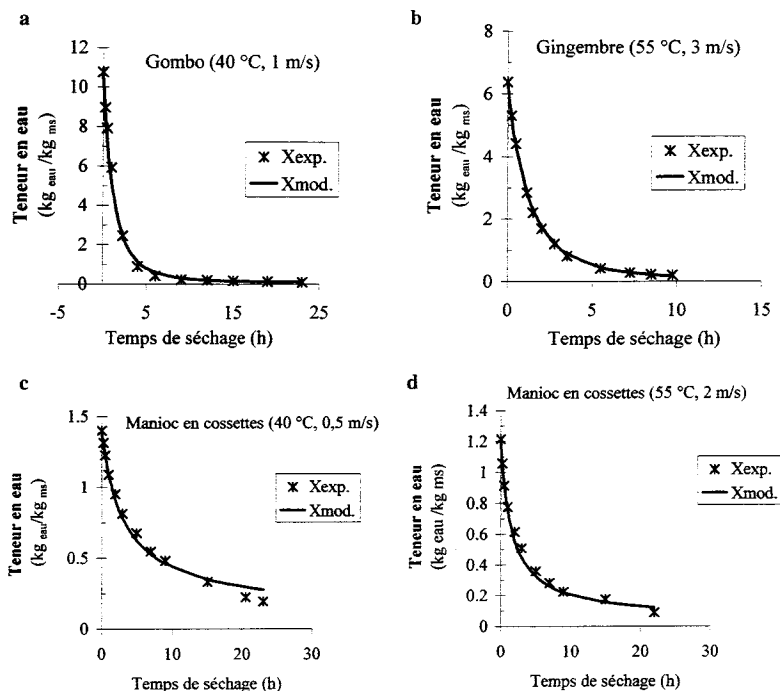 a
Gombo (40 °C, 1 m/s)
Teneur en eau
(kg eau /kg ms)
12
10
8
6
4
2
0
-5
5
15
25
Temps de séchage (h)
Xexp.
Xmod.
b
Gingembre (55 °C, 3 m/s)
Teneur en eau
(kg eau /kg ms)
8
6
4
2
0
0
5
10
15
Temps de séchage (h)
Xexp.
Xmod.
c
Manioc en cossettes (40 °C, 0,5 m/s)
Teneur en eau
(kg eau/kg ms)
1.5
1
0.5
0
0
10
20
30
Temps de séchage (h)
Xexp.
Xmod.
d
Manioc en cossettes (55 °C, 2 m/s)
Teneur en eau
(kg eau /kg ms)
1.4
1.2
1
0.8
0.6
0.4
0.2
0
0
10
20
30
Temps de séchage (h)
Xexp.
Xmod.